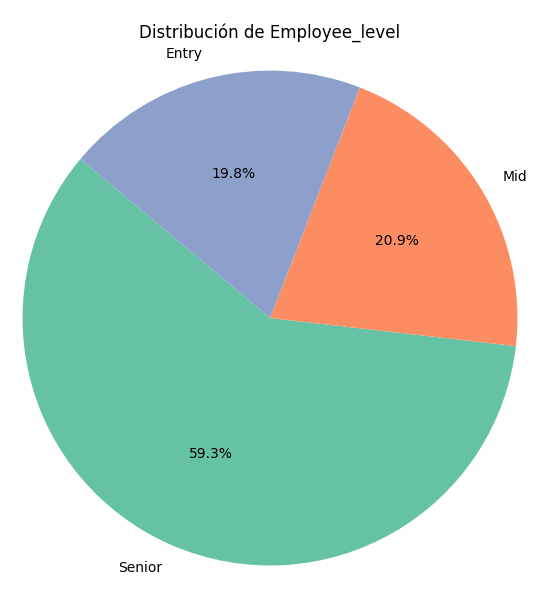 Distribución de Employee_level
Entry
19.8%
Mid
20.9%
59.3%
Senior